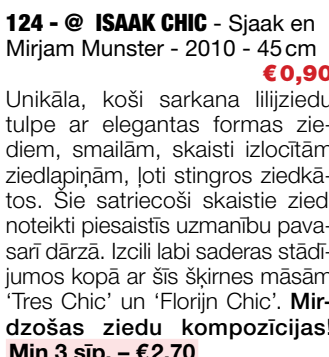 124 - @ ISAAK CHIC - Sjaak en
Mirjam Munster - 2010 - 45 cm
€ 0,90
Unikāla, koši sarkana lilijziedu
tulpe ar elegantas formas zie-
diem, smailām, skaisti izlocītām
ziedlapiņām, ļoti stingros ziedkā-
tos. Šie satriecoši skaistie ziedi
noteikti piesaistīs uzmanību pava-
sarī dārzā. Izcili labi saderas stādī-
jumos kopā ar šīs šķirnes māsām
'Tres Chic' un 'Florijn Chic'. Mir-
dzošas ziedu kompozīcijas!
Min 3 sīp. – € 2,70